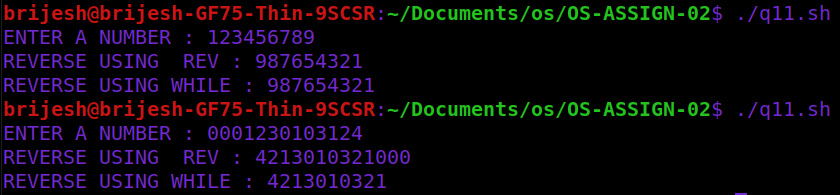 brijesh@brijesh-GF75-Thin-9SCSR:~/Documents/os/OS-ASSIGN-02$ ./q11.sh
ENTER A NUMBER : 123456789
REVERSE USING  REV : 987654321
REVERSE USING WHILE : 987654321
brijesh@brijesh-GF75-Thin-9SCSR:~/Documents/os/OS-ASSIGN-02$ ./q11.sh
ENTER A NUMBER : 0001230103124
REVERSE USING  REV : 4213010321000
REVERSE USING WHILE : 4213010321